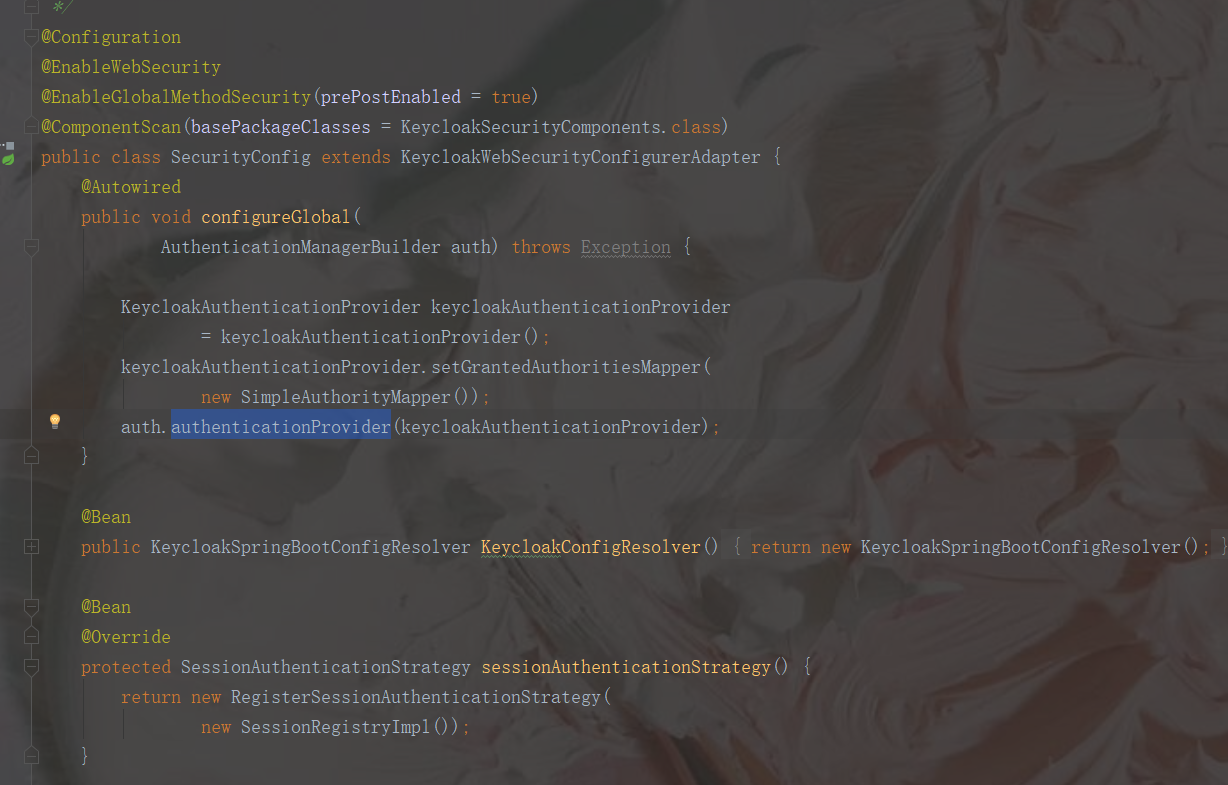 */
@Configuration
@EnableWebSecurity
@EnableGlobalMethodSecurity(prePostEnabled = true)
@ComponentScan(basePackageClasses = KeycloakSecurityComponents.class)
public class SecurityConfig extends KeycloakWebSecurityConfigurerAdapter {
@Autowired
public void configureGlobal(
AuthenticationManagerBuilder auth) throws Exception {
KeycloakAuthenticationProvider keycloakAuthenticationProvider
= keycloakAuthenticationProvider();
keycloakAuthenticationProvider.setGrantedAuthoritiesMapper(
new SimpleAuthorityMapper());
auth.authenticationProvider(keycloakAuthenticationProvider);
}
@Bean
public KeycloakSpringBootConfigResolver KeycloakConfigResolver() { return new KeycloakSpringBootConfigResolver(); }
@Bean
@Override
protected SessionAuthenticationStrategy sessionAuthenticationStrategy() {
return new RegisterSessionAuthenticationStrategy(
new SessionRegistryImpl());
}